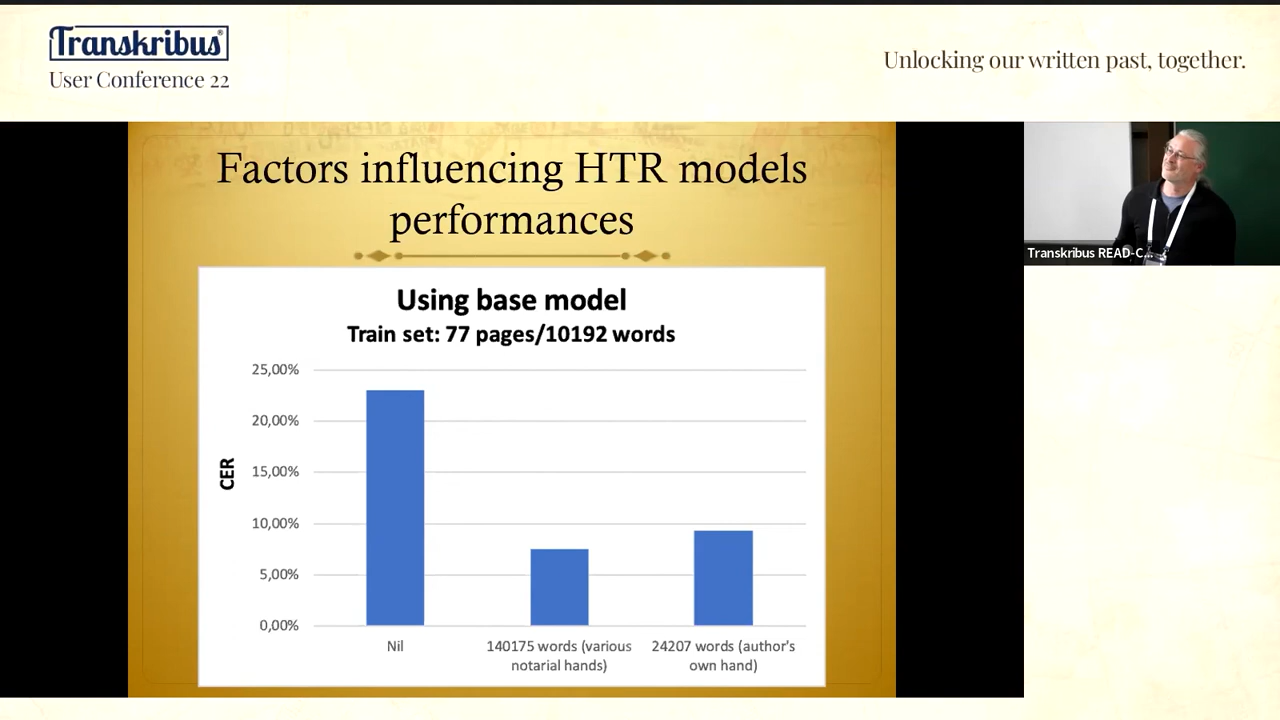 Transkribus®
User Conference 22
Unlocking our written past, together.
Factors influencing HTR models
performances
Using base model
Train set: 77 pages/10192 words
25,00%
20,00%
15,00%
10,00%
5,00%
0,00%
CER
Nil
140175 words (various
notarial hands)
24207 words (author's
own hand)
Transkribus READ-C...